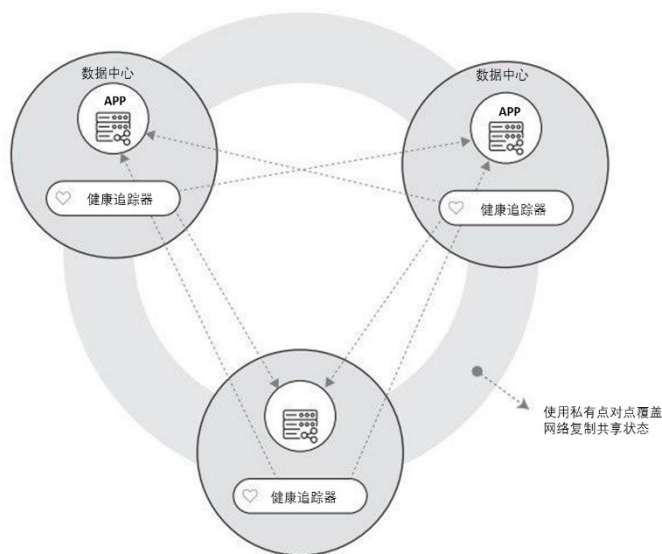 数据中心
APP
健康追踪器
数据中心
APP
健康追踪器
健康追踪器
使用私有点对点覆盖
网络复制共享状态